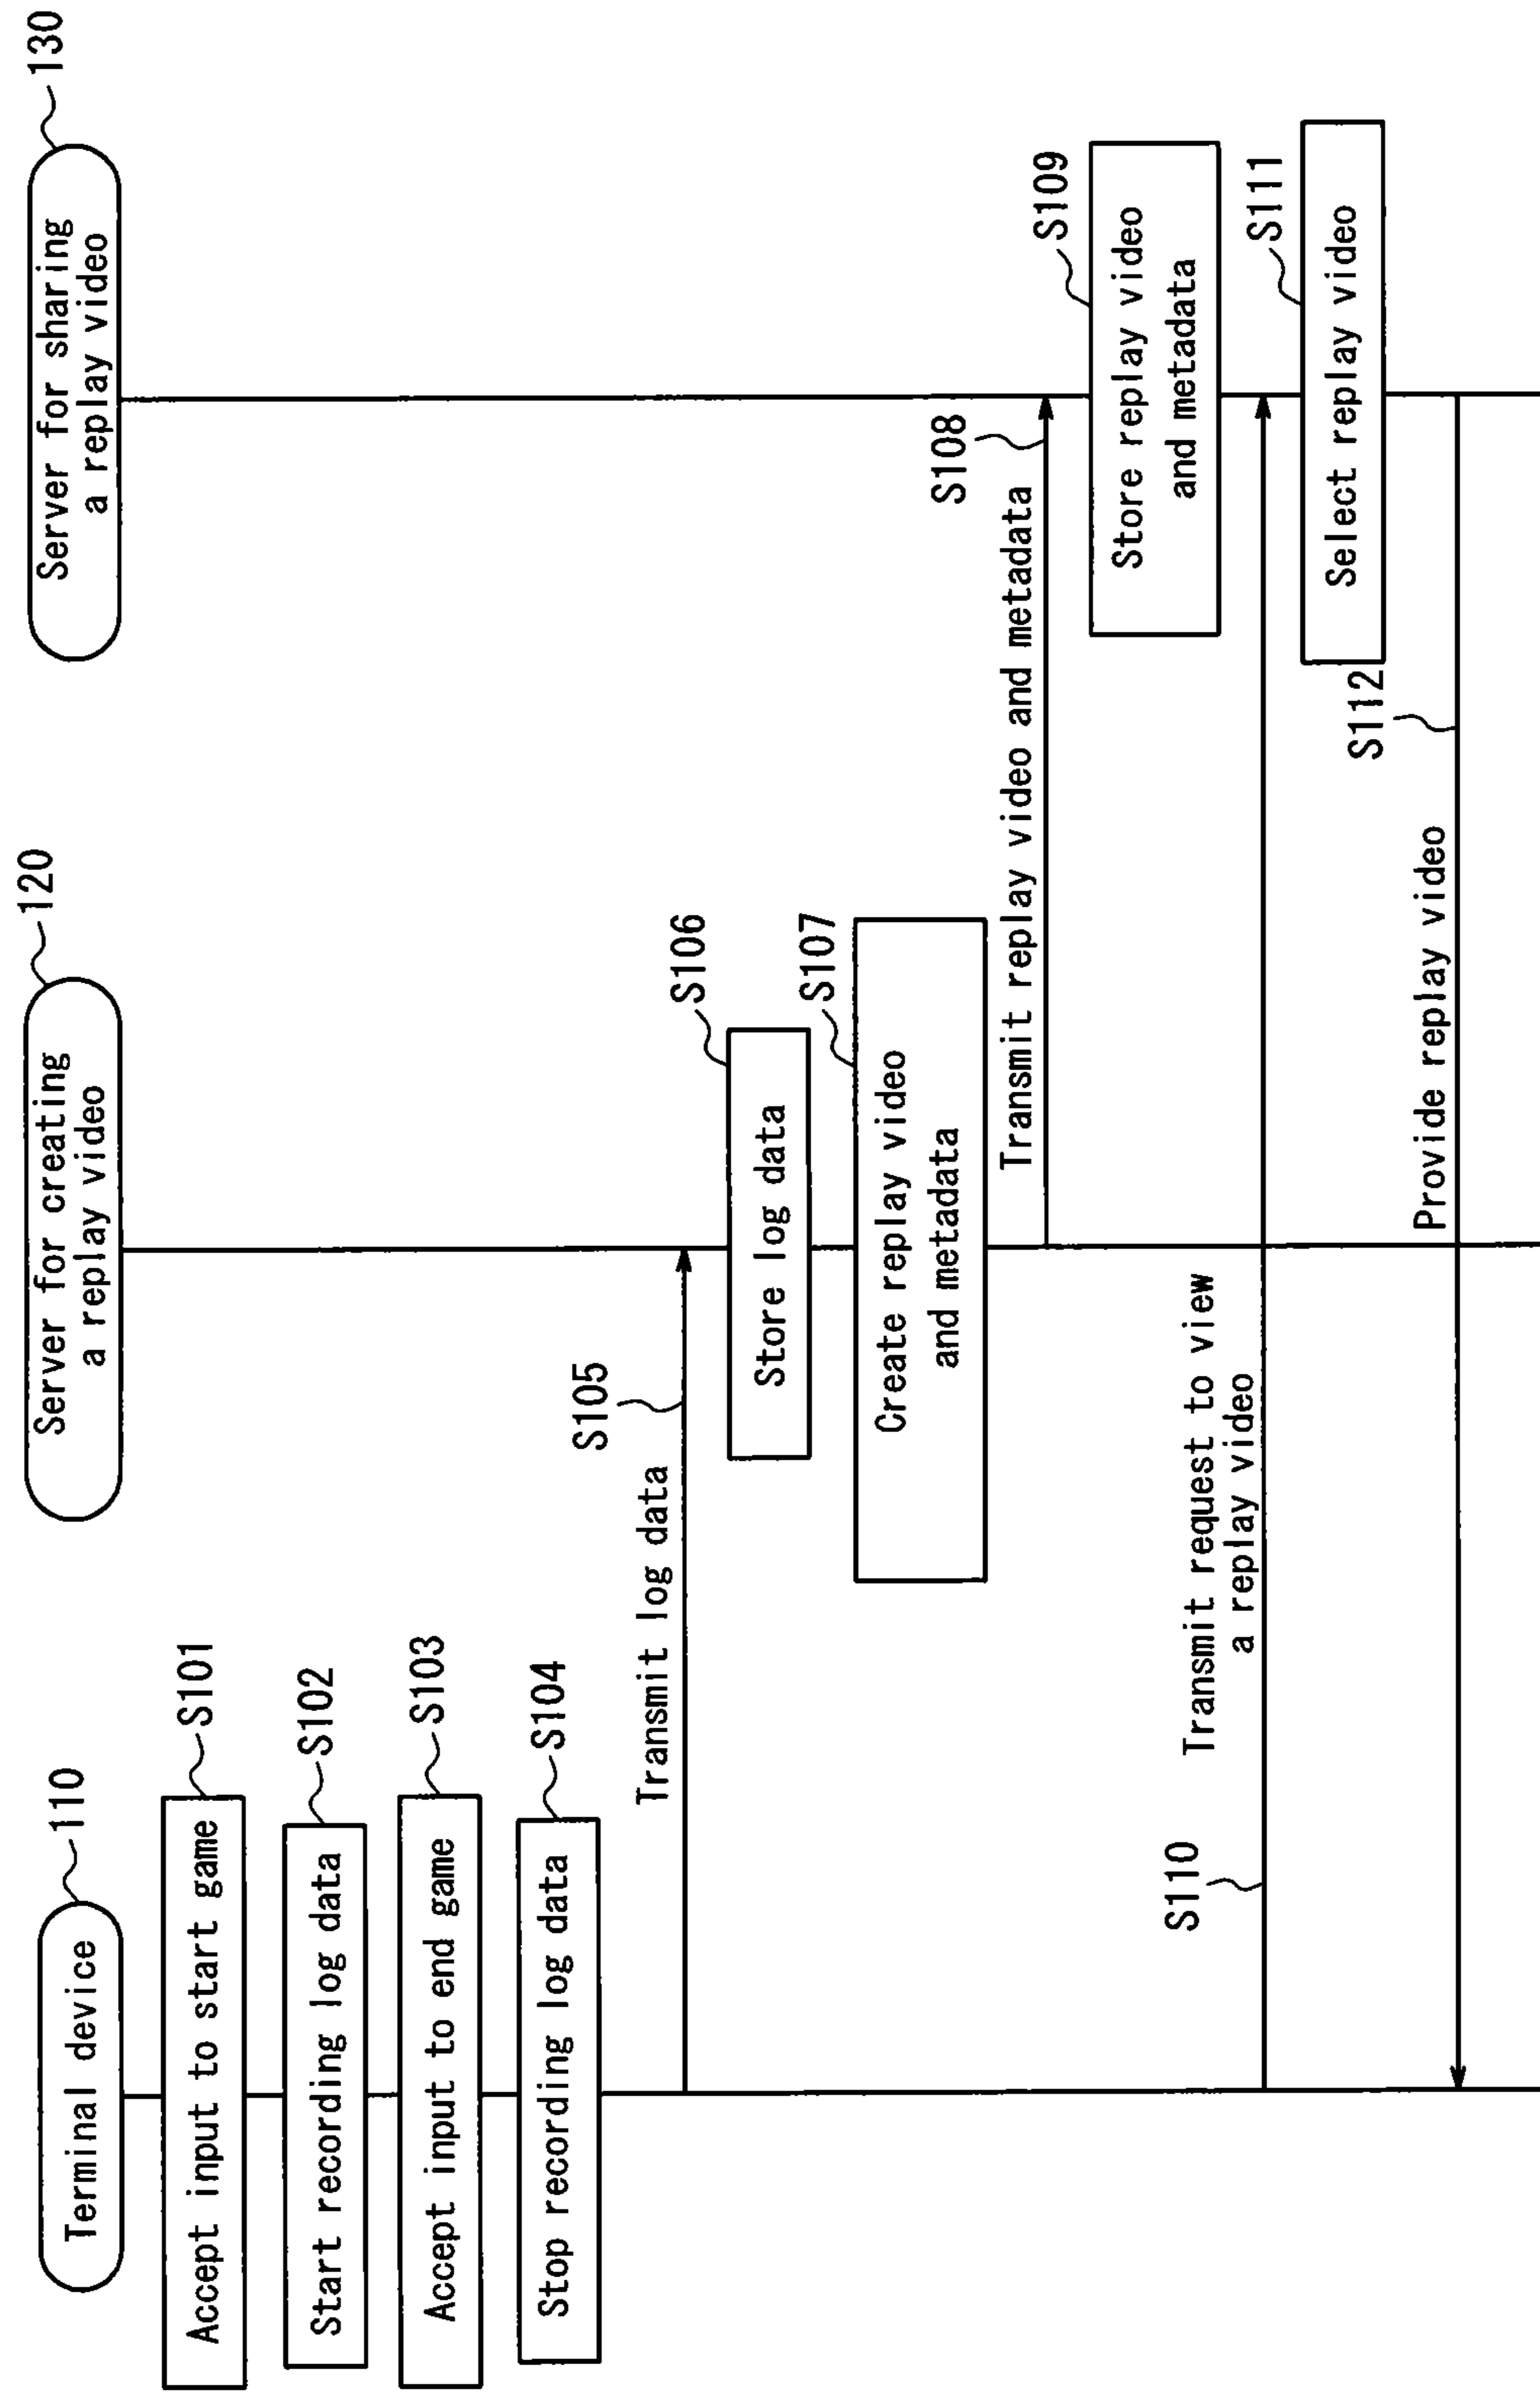 110
Terminal device
120
Server for creating
a replay video
130
Server for sharing
a replay video
Accept input to start game
S101
Start recording log data
S102
Accept input to end game
S103
Stop recording log data
S104
S105
Transmit log data
S106
Store log data
S107
Create replay video
and metadata
S108
Transmit replay video and metadata
S109
Store replay video
and metadata
S110
Transmit request to view
a replay video
S111
Select replay video
S112
Provide replay video